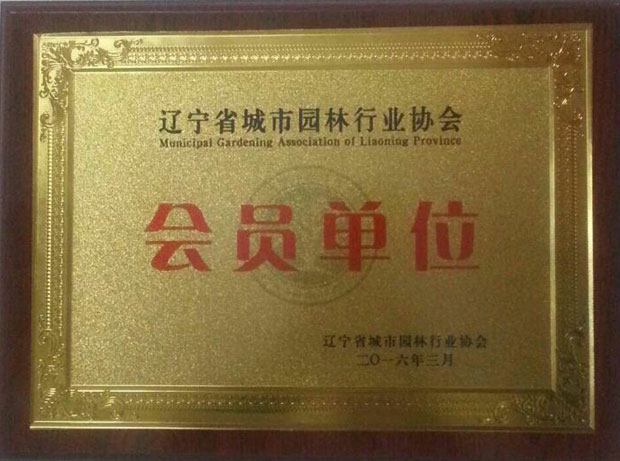 辽宁省城市园林行业协会
Municipal Gardening Association of Liaoning Province
会员单位
辽宁省城市园林行业协会
二〇一六年三月